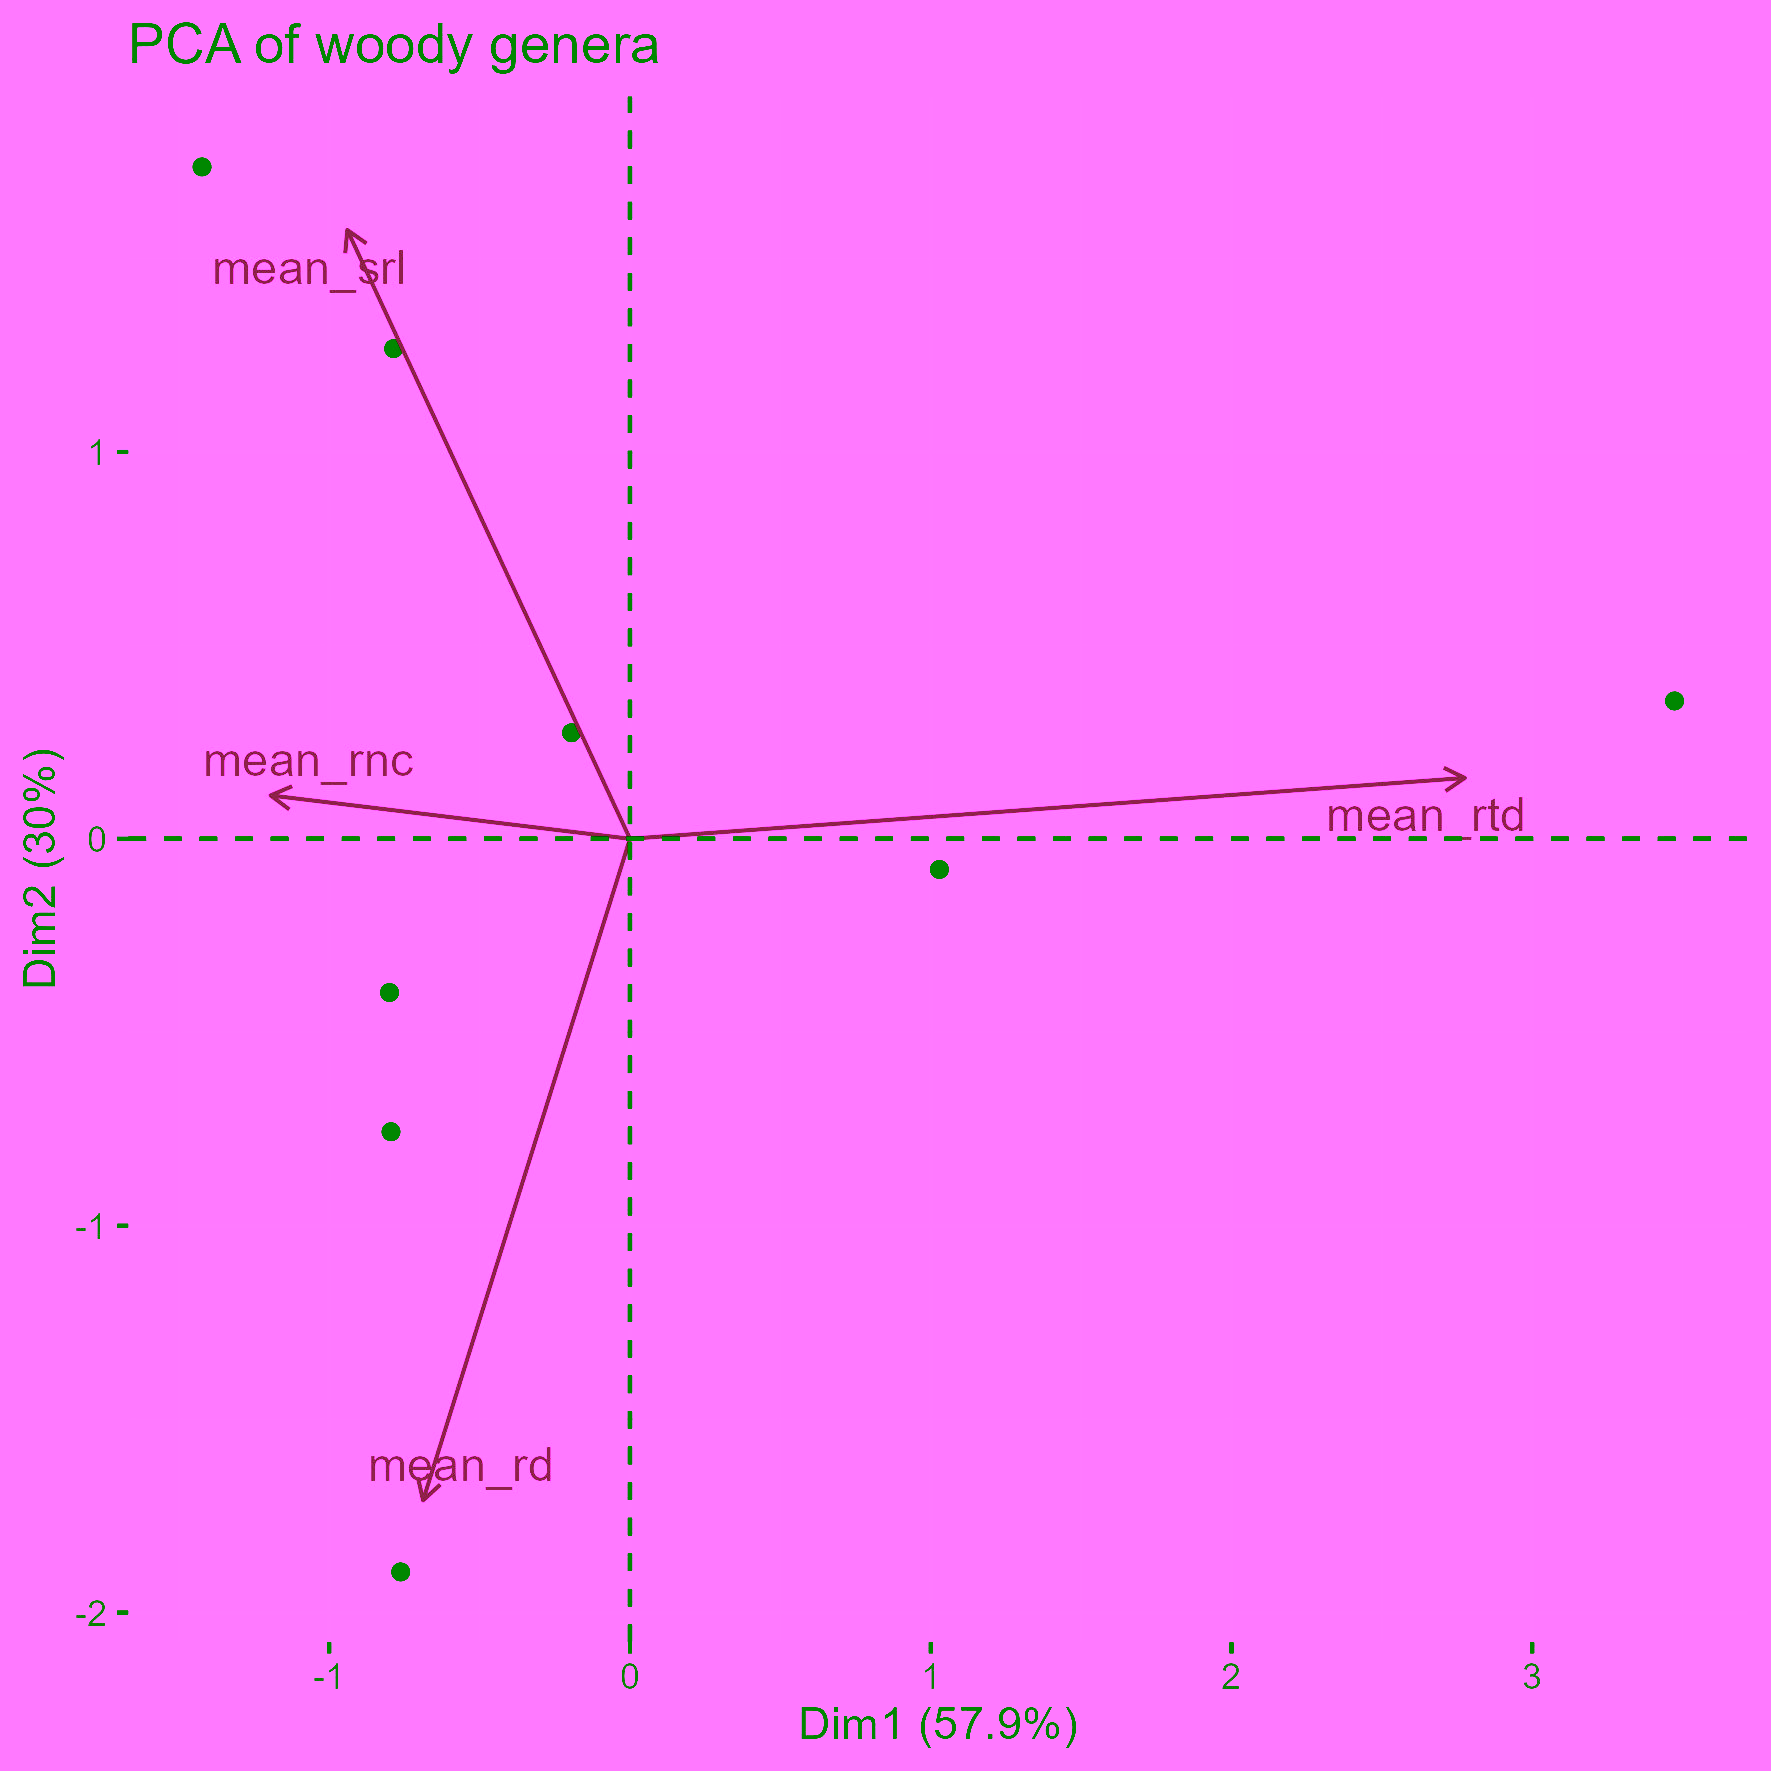 PCA of woody genera
mean_srl
1
mean_rnc
mean_rtd
0
Dim2 (30%)
-1
mean_rd
-2
-1 0 1 2 3
Dim1 (57.9%)